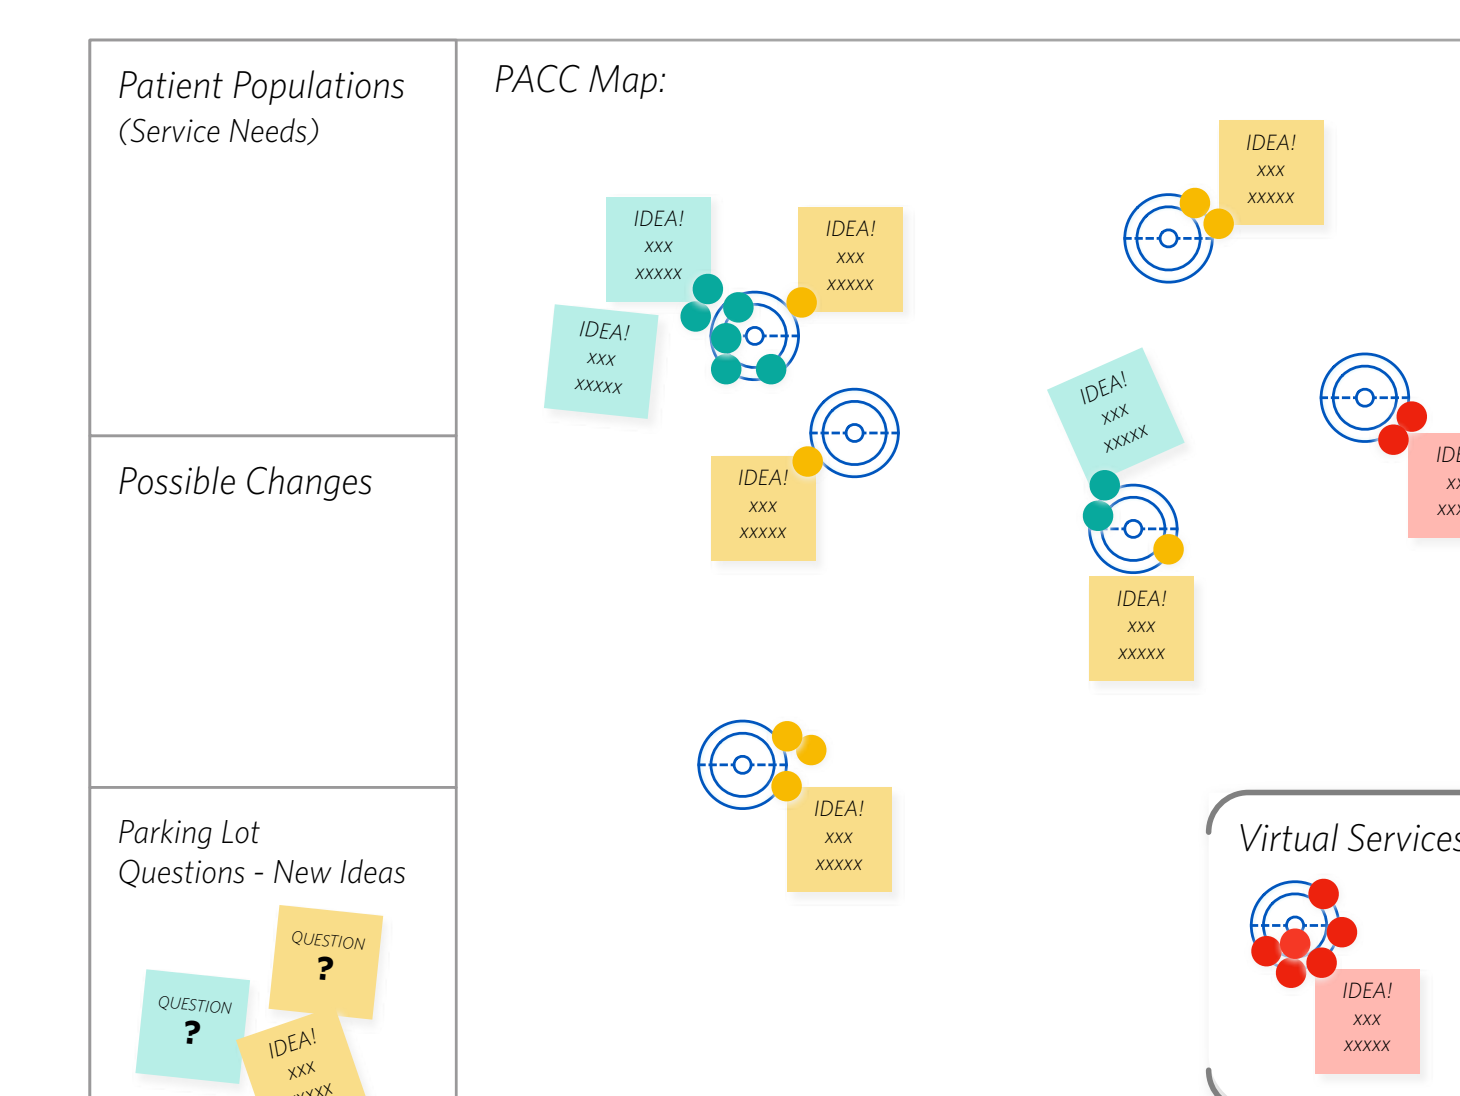 Patient Populations
(Service Needs)
PACC Map:
IDEA!
xxx
xxxxx
IDEA!
xxx
xxxxx
IDEA!
xxx
xxxxx
IDEA!
xxx
xxxxx
IDEA!
xxx
xxxxx
IDEA!
xxx
xxxxx
Possible Changes
IDEA!
xxx
xxxxx
IDEA!
xxx
xxxxx
Parking Lot
Questions - New Ideas
QUESTION
?
QUESTION
?
IDEA!
xxx
Virtual Services
IDEA!
xxx
xxxxx